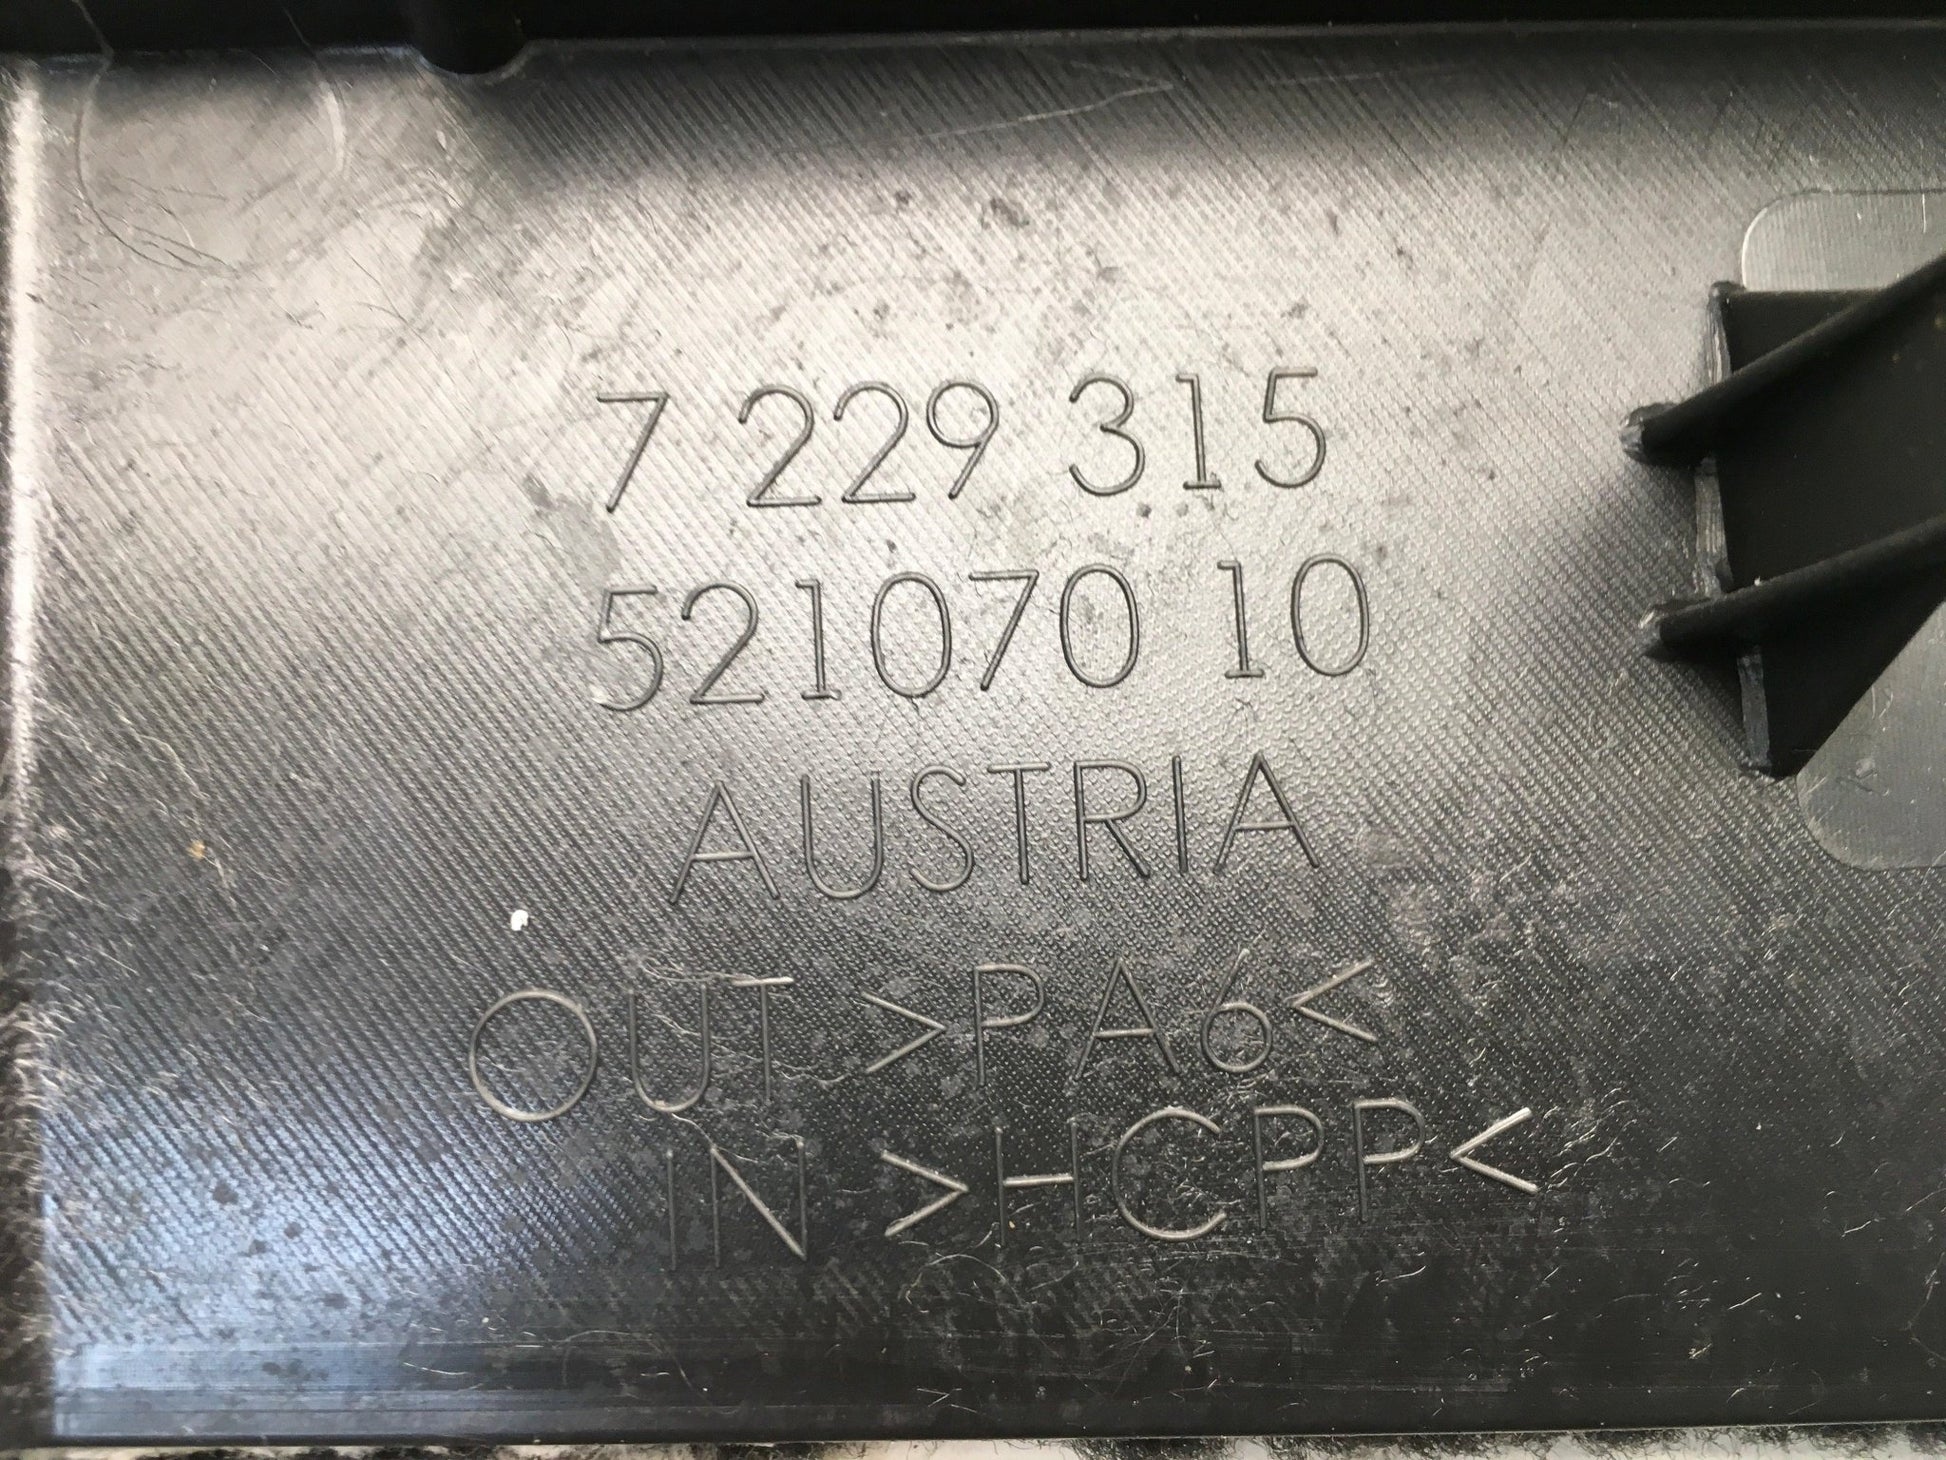 7 229 315
521070 10
AUSTRIA
OUT >PA6<
IN >HCPP<